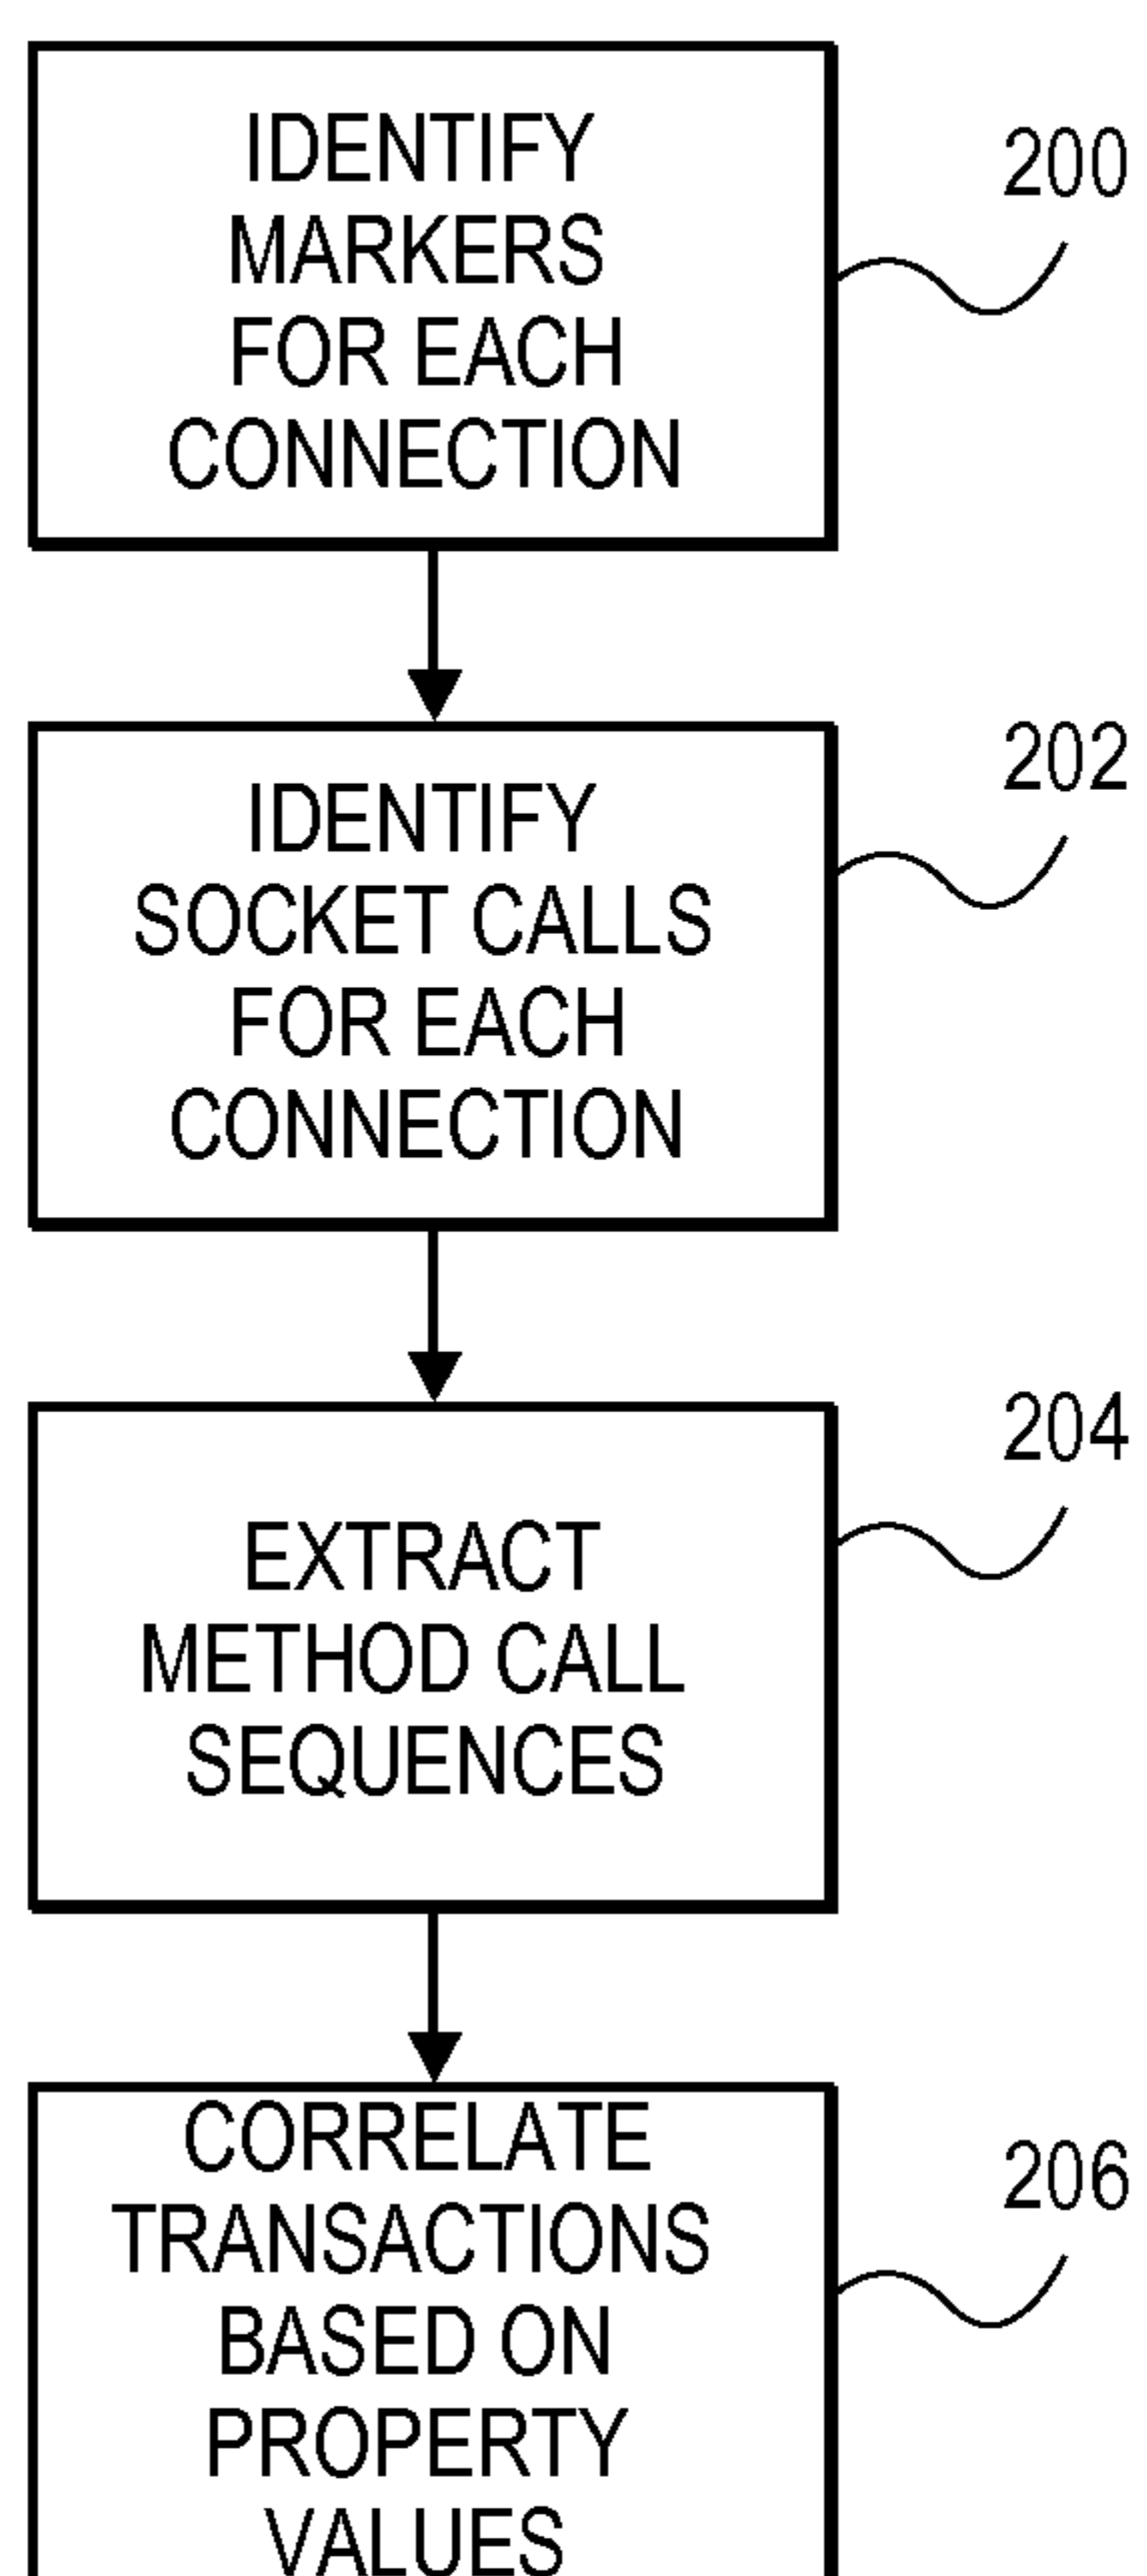 IDENTIFY
MARKERS
FOR EACH
CONNECTION
200
IDENTIFY
SOCKET CALLS
FOR EACH
CONNECTION
202
EXTRACT
METHOD CALL
SEQUENCES
204
CORRELATE
TRANSACTIONS
BASED ON
PROPERTY
VALUES
206